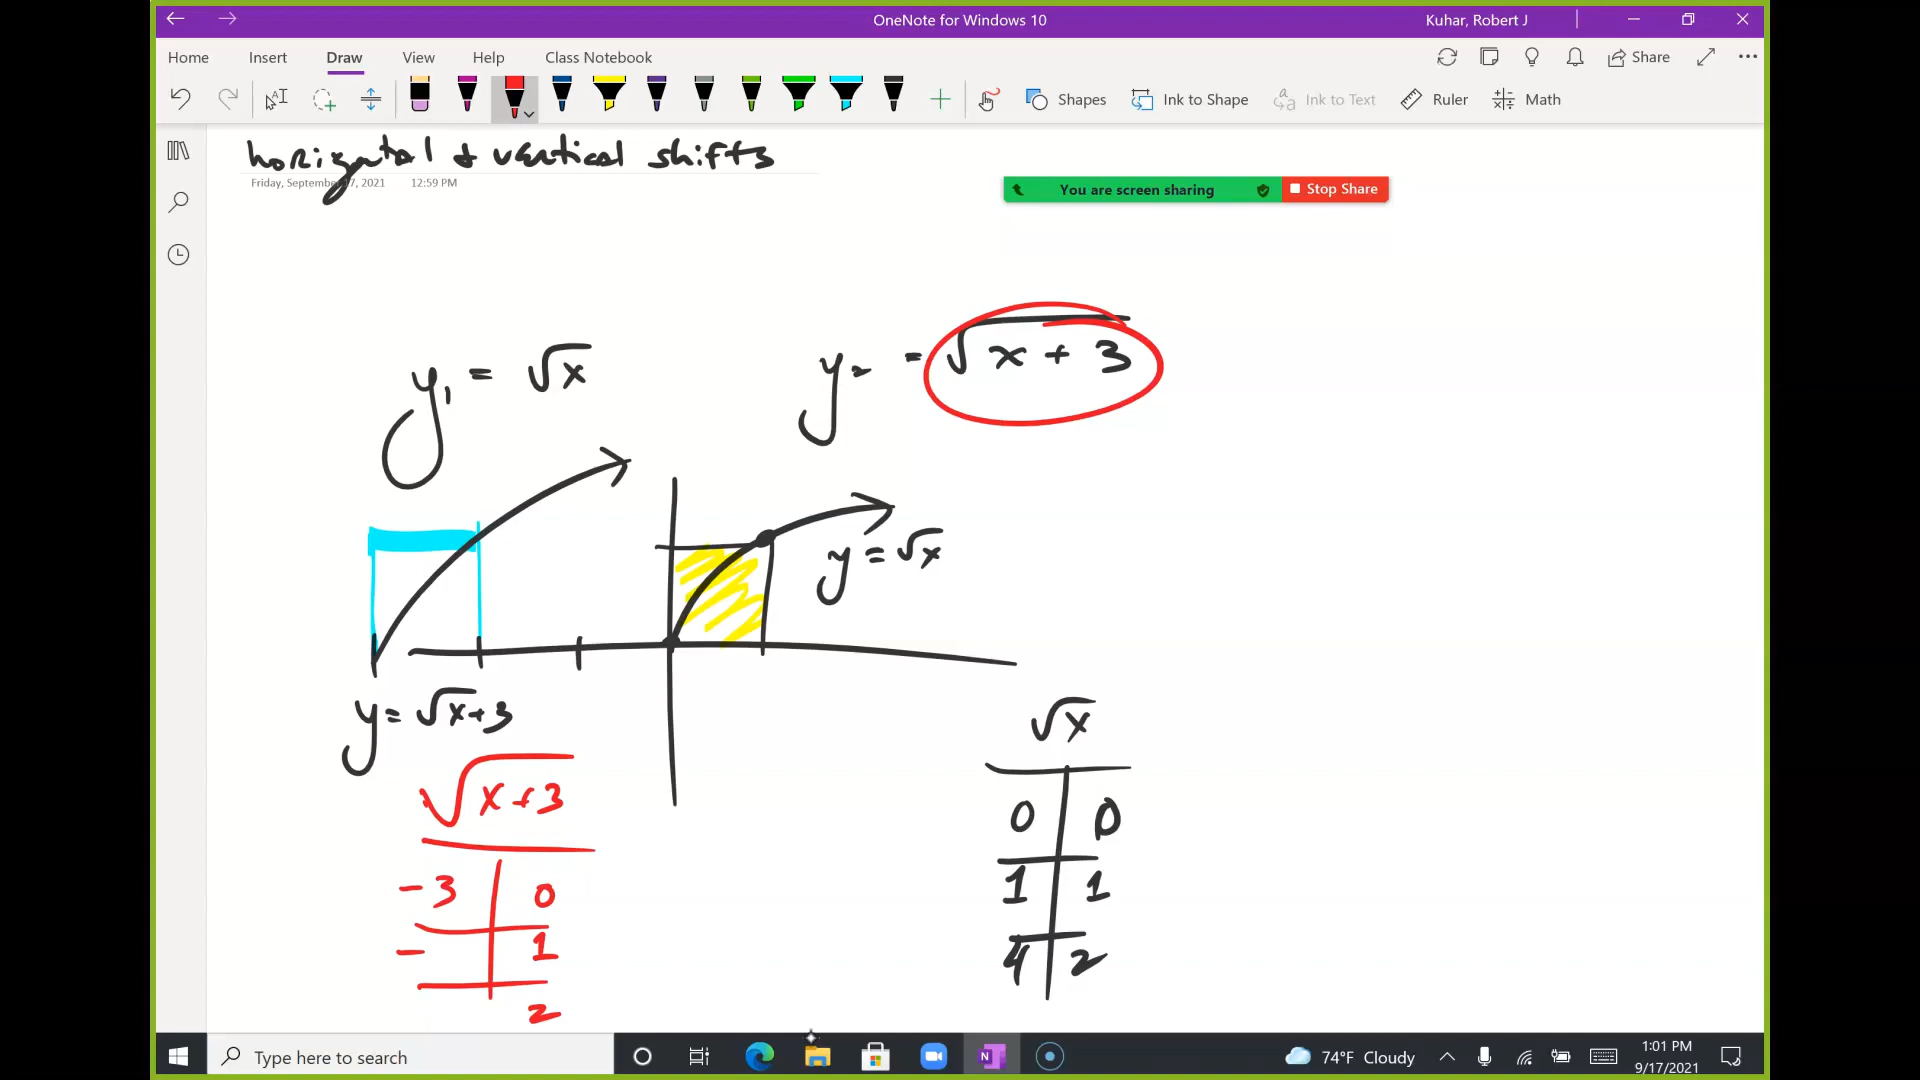 OneNote for Windows 10
Kuhar, Robert J
Home Insert Draw View Help Class Notebook
Share
Shapes Ink to Shape Ink to Text Ruler Math
horizontal & vertical shifts
Friday, September 17, 2021 12:59 PM
You are screen sharing Stop Share
y₁ = √x
y₂ = √x + 3
y = √x
y = √x+3
√x+3
-3 0
- 1
2
√x
0 0
1 1
4 2
Type here to search
74°F Cloudy
1:01 PM
9/17/2021